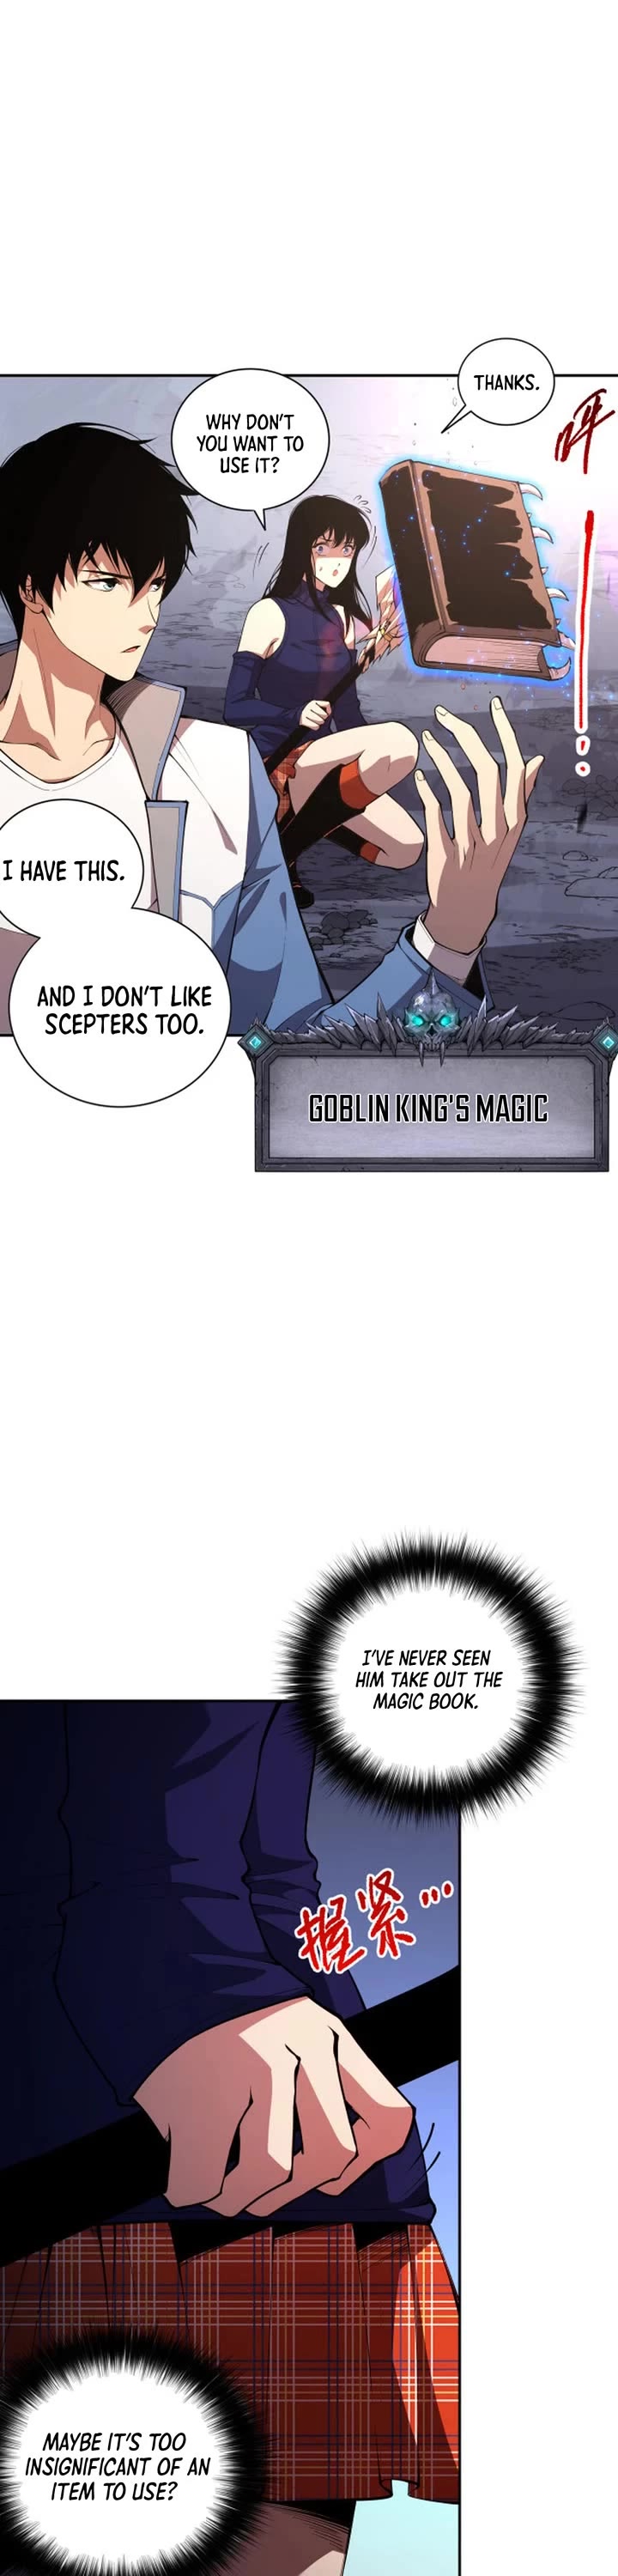 THANKS.
WHY DON'T
YOU WANT TO
USE IT?
I HAVE THIS.
AND I DON'T LIKE
SCEPTERS TOO.
GOBLIN KING'S MAGIC
I'VE NEVER SEEN
HIM TAKE OUT THE
MAGIC BOOK.
握紧...
MAYBE IT'S TOO
INSIGNIFICANT OF AN
ITEM TO USE?